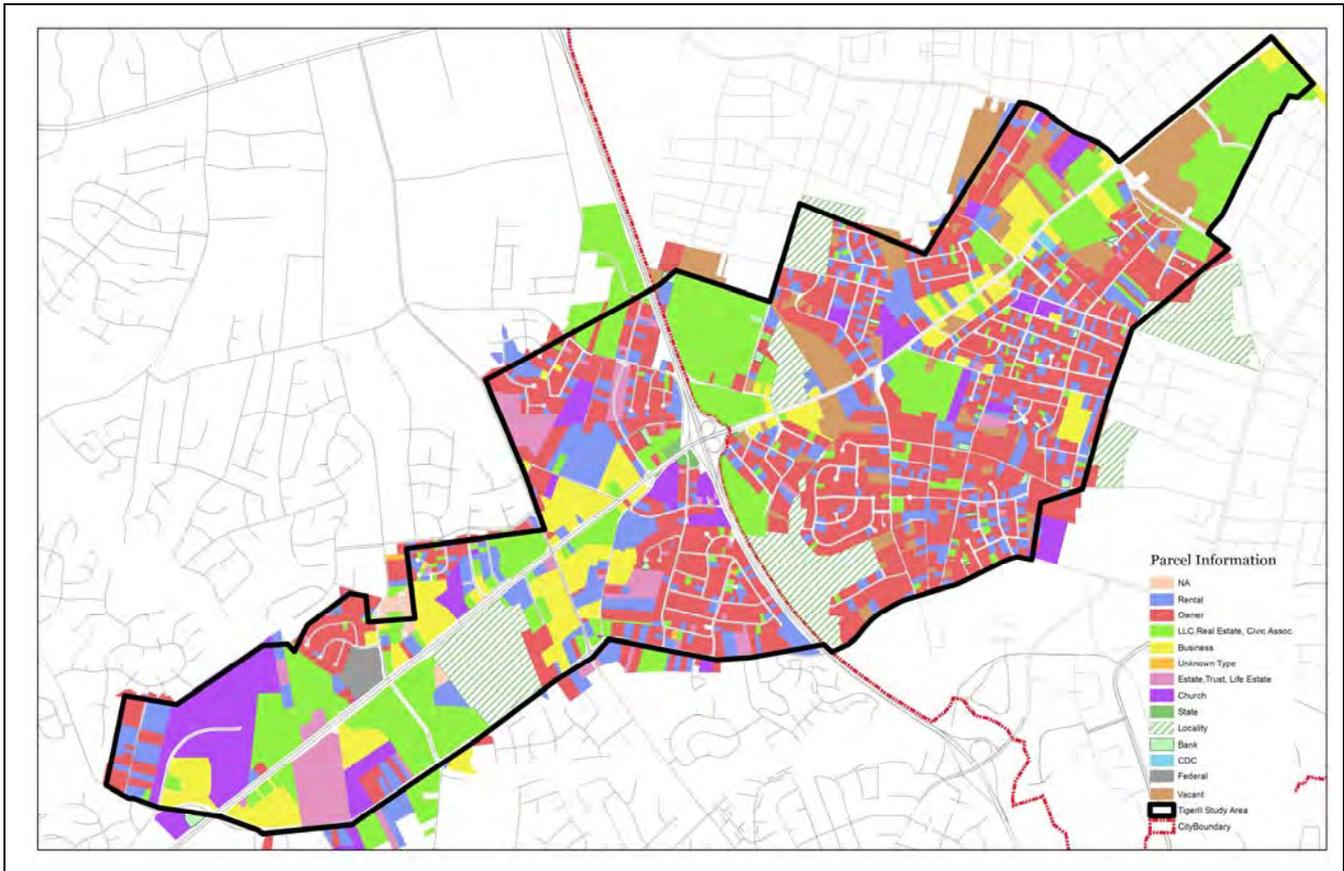 Parcel Information
NA
Rental
Owner
LLC,Real Estate, Civic Assoc
Business
Unknown Type
Estate,Trust, Life Estate
Church
State
Locality
Bank
CDC
Federal
Vacant
TigerII Study Area
CityBoundary